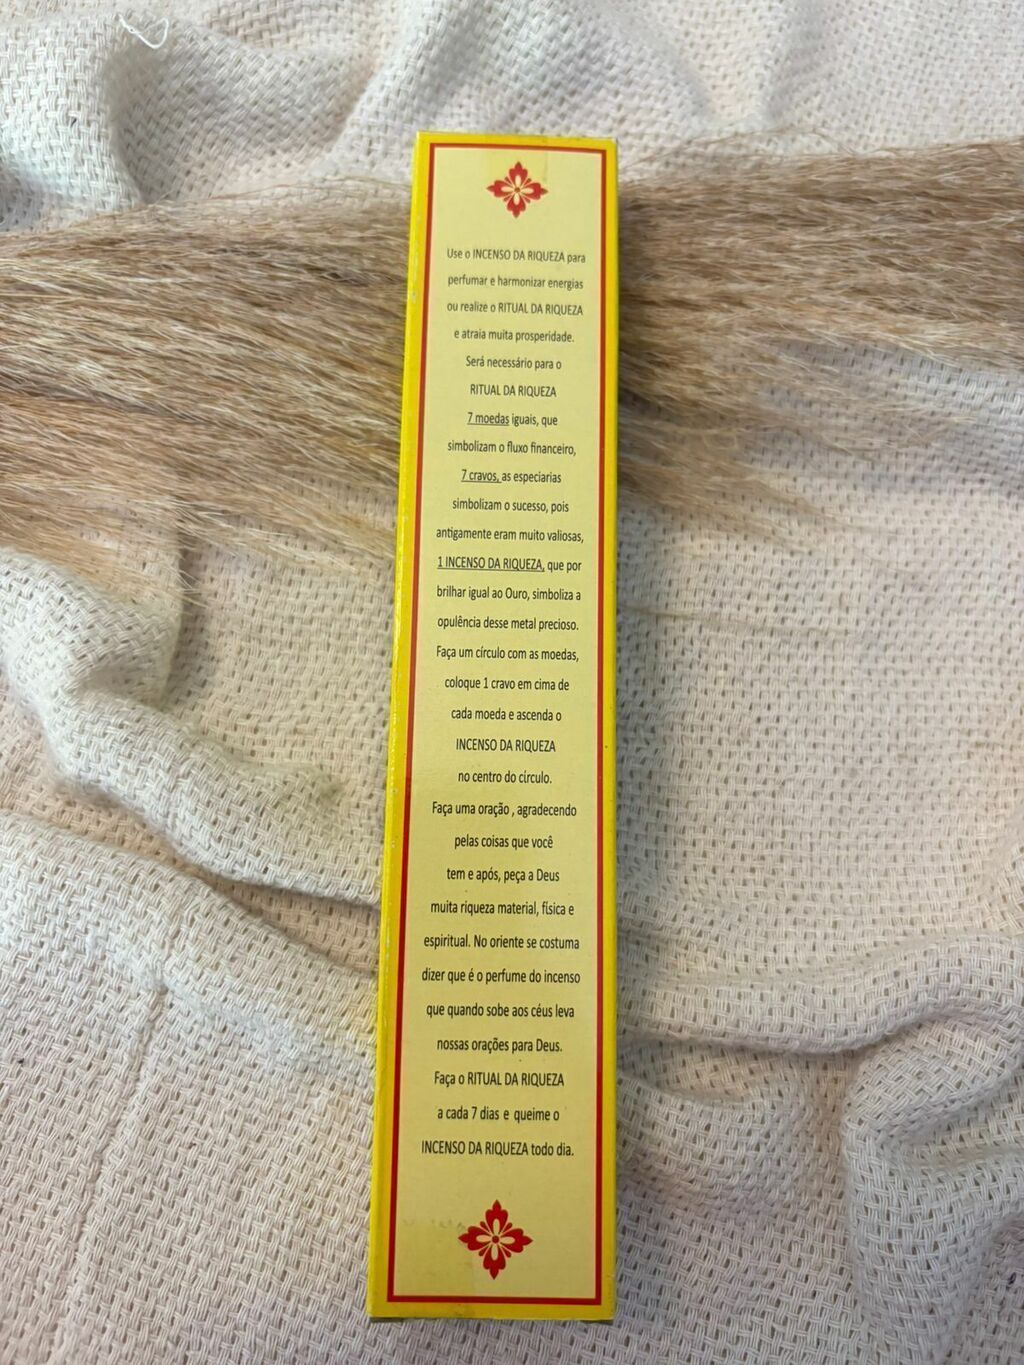 Use o INCENSO DA RIQUEZA para
perfumar e harmonizar energias
ou realize o RITUAL DA RIQUEZA
e atraia muita prosperidade.
Será necessário para o
RITUAL DA RIQUEZA
7 moedas iguais, que
simbolizam o fluxo financeiro,
7 cravos, as especiarias
simbolizam o sucesso, pois
antigamente eram muito valiosas,
1 INCENSO DA RIQUEZA, que por
brilhar igual ao Ouro, simboliza a
opulência desse metal precioso.
Faça um círculo com as moedas,
coloque 1 cravo em cima de
cada moeda e ascenda o
INCENSO DA RIQUEZA
no centro do círculo.
Faça uma oração , agradecendo
pelas coisas que você
tem e após, peça a Deus
muita riqueza material, física e
espiritual. No oriente se costuma
dizer que é o perfume do incenso
que quando sobe aos céus leva
nossas orações para Deus.
Faça o RITUAL DA RIQUEZA
a cada 7 dias e queime o
INCENSO DA RIQUEZA todo dia.